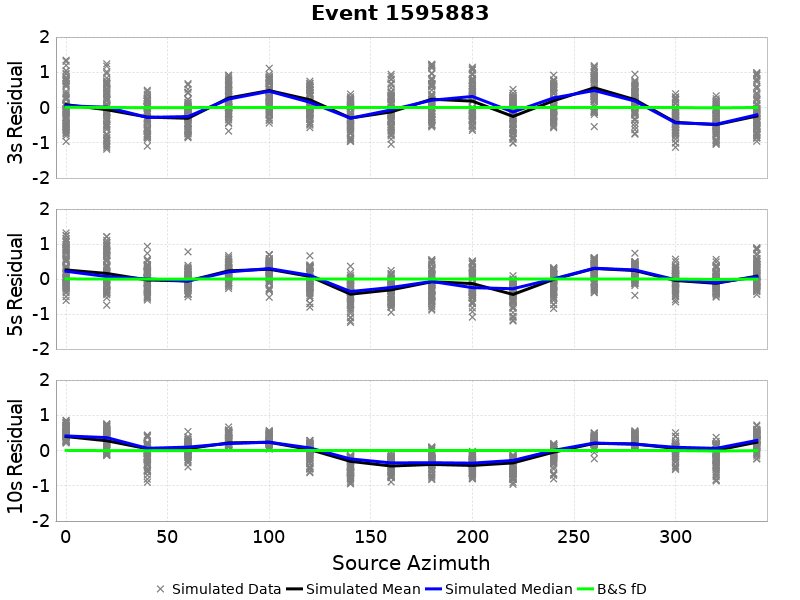 Event 1595883
3s Residual
2
1
0
-1
-2
5s Residual
2
1
0
-1
-2
10s Residual
2
1
0
-1
-2
0 50 100 150 200 250 300
Source Azimuth
Simulated Data Simulated Mean Simulated Median B&S fD